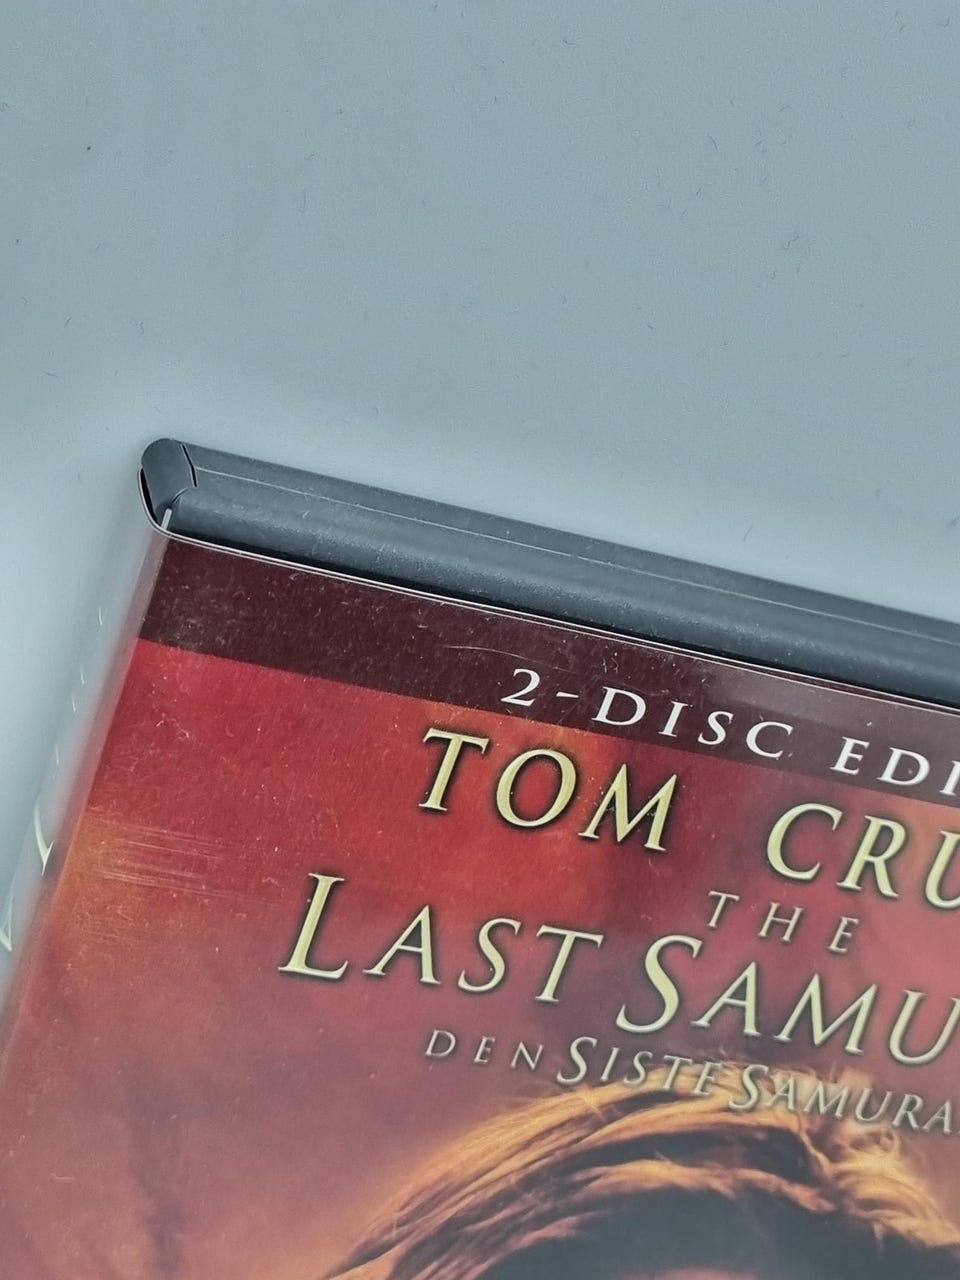 2-DISC EDI
TOM CRU
THE
LAST SAMU
DEN SISTE SAMURA